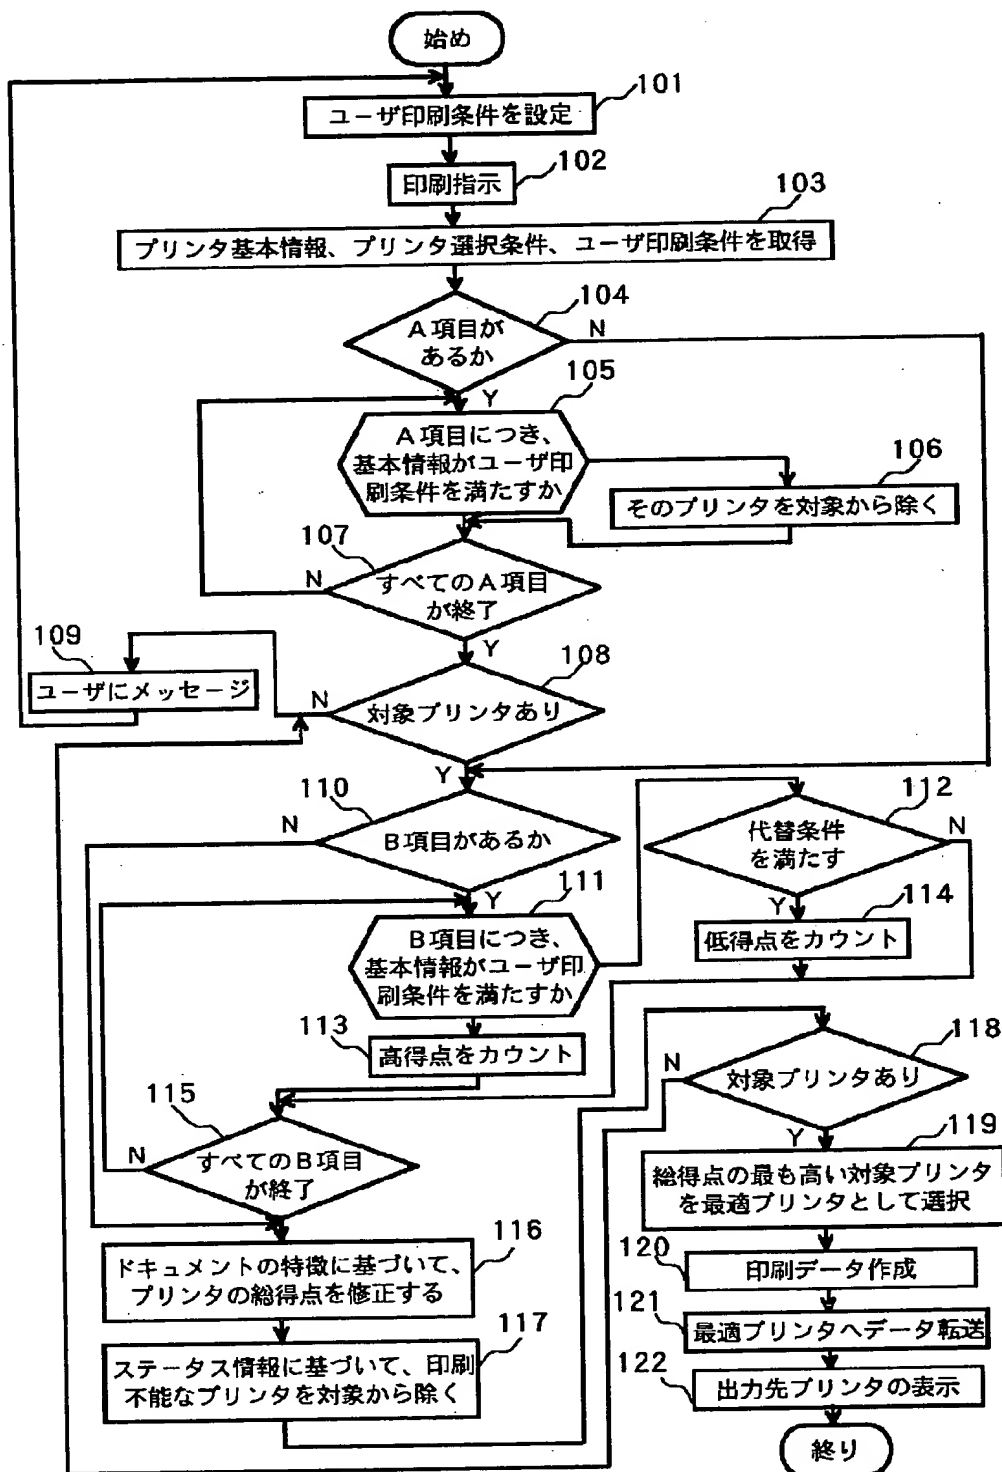 始め
101
ユーザ印刷条件を設定
102
印刷指示
103
プリンタ基本情報、プリンタ選択条件、ユーザ印刷条件を取得
104
A項目が
あるか
N
Y
105
A項目につき、
基本情報がユーザ印
刷条件を満たすか
106
そのプリンタを対象から除く
107
N
すべてのA項目
が終了
Y
109
ユーザにメッセージ
108
N
対象プリンタあり
Y
110
N
B項目があるか
Y
112
代替条件
を満たす
N
Y
111
B項目につき、
基本情報がユーザ印
刷条件を満たすか
114
低得点をカウント
113
高得点をカウント
115
N
すべてのB項目
が終了
118
N
対象プリンタあり
Y
116
ドキュメントの特徴に基づいて、
プリンタの総得点を修正する
117
ステータス情報に基づいて、印刷
不能なプリンタを対象から除く
119
総得点の最も高い対象プリンタ
を最適プリンタとして選択
120
印刷データ作成
121
最適プリンタへデータ転送
122
出力先プリンタの表示
終り